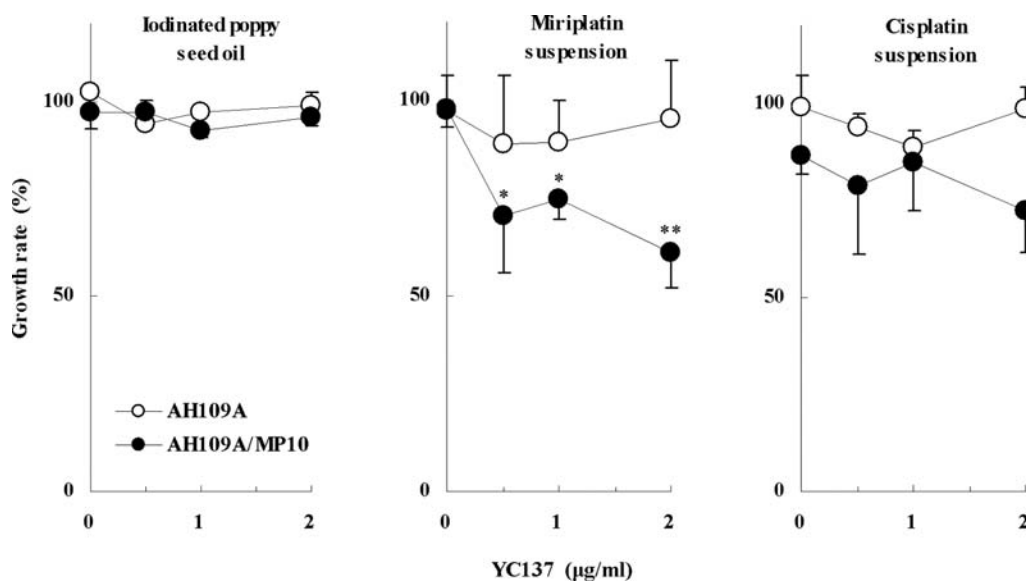 Iodinated poppy
seed oil
Miriplatin
suspension
Cisplatin
suspension
Growth rate (%)
100
50
0
AH109A
AH109A/MP10
0
1
2
100
50
0
*
*
**
0
1
2
100
50
0
0
1
2
YC137 (μg/ml)